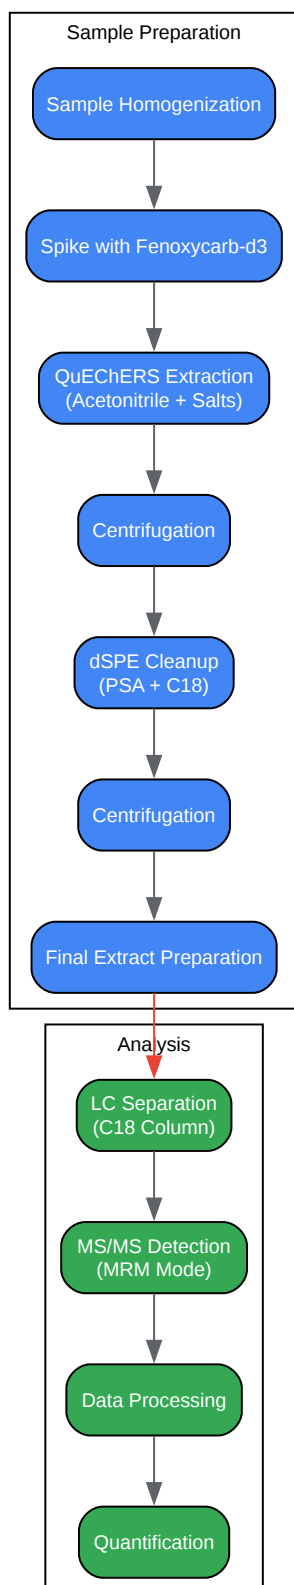 Sample Preparation
Sample Homogenization
Spike with Fenoxycarb-d3
QuEChERS Extraction
(Acetonitrile + Salts)
Centrifugation
dSPE Cleanup
(PSA + C18)
Centrifugation
Final Extract Preparation
Analysis
LC Separation
(C18 Column)
MS/MS Detection
(MRM Mode)
Data Processing
Quantification